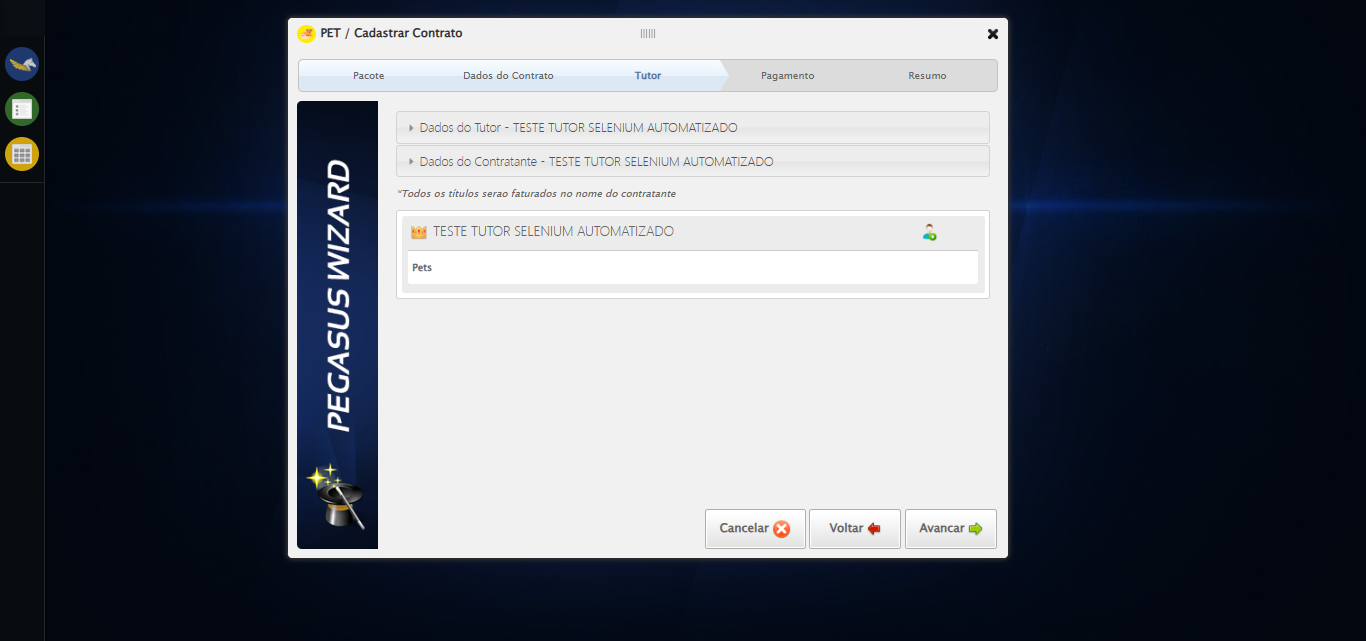 PET / Cadastrar Contrato
Pacote
Dados do Contrato
Tutor
Pagamento
Resumo
PEGASUS WIZARD
Dados do Tutor - TESTE TUTOR SELENIUM AUTOMATIZADO
Dados do Contratante - TESTE TUTOR SELENIUM AUTOMATIZADO
*Todos os títulos serao faturados no nome do contratante
TESTE TUTOR SELENIUM AUTOMATIZADO
Pets
Cancelar
Voltar
Avancar